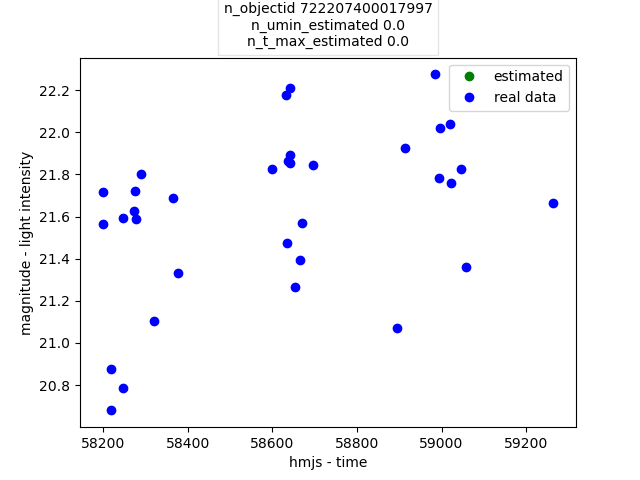 n_objectid 722207400017997
n_umin_estimated 0.0
n_t_max_estimated 0.0
estimated
real data
22.2
22.0
21.8
21.6
21.4
21.2
21.0
20.8
magnitude - light intensity
58200 58400 58600 58800 59000 59200
hmjs - time